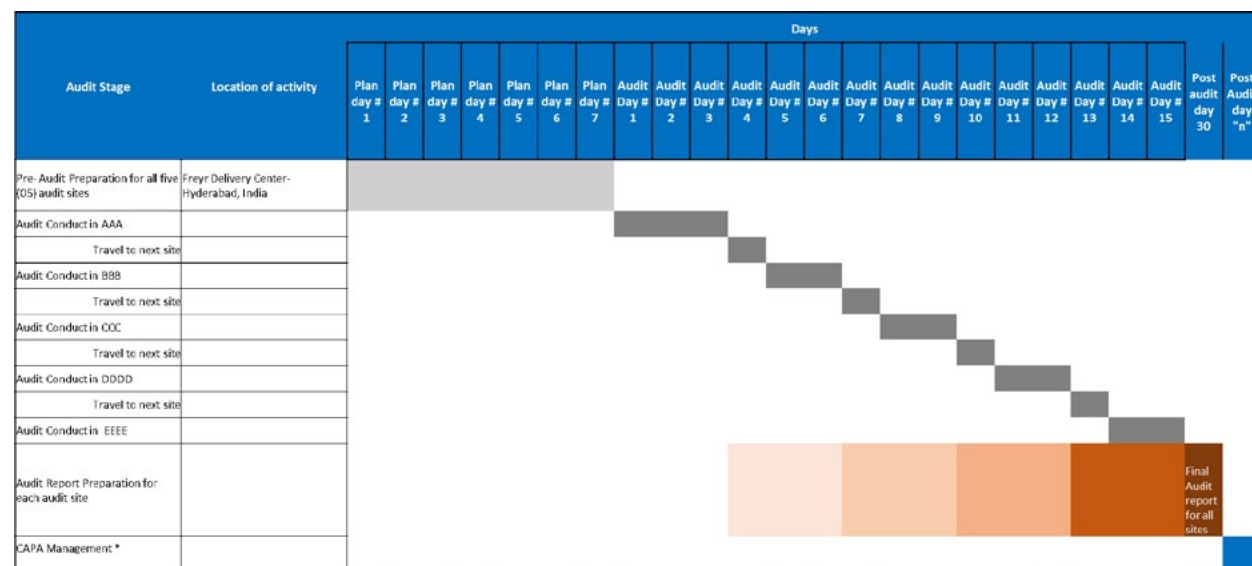 Days
Audit Stage
Location of activity
Plan day # 1
Plan day # 2
Plan day # 3
Plan day # 4
Plan day # 5
Plan day # 6
Plan day # 7
Audit Day # 1
Audit Day # 2
Audit Day # 3
Audit Day # 4
Audit Day # 5
Audit Day # 6
Audit Day # 7
Audit Day # 8
Audit Day # 9
Audit Day # 10
Audit Day # 11
Audit Day # 12
Audit Day # 13
Audit Day # 14
Audit Day # 15
Post audit day 30
Post Audit day "n"
Pre- Audit Preparation for all five
(05) audit sites
Freyr Delivery Center-
Hyderabad, India
Audit Conduct in AAA
Travel to next site
Audit Conduct in BBB
Travel to next site
Audit Conduct in CCC
Travel to next site
Audit Conduct in DDDD
Travel to next site
Audit Conduct in EEEE
Audit Report Preparation for
each audit site
Final
Audit
report
for all
sites
CAPA Management *